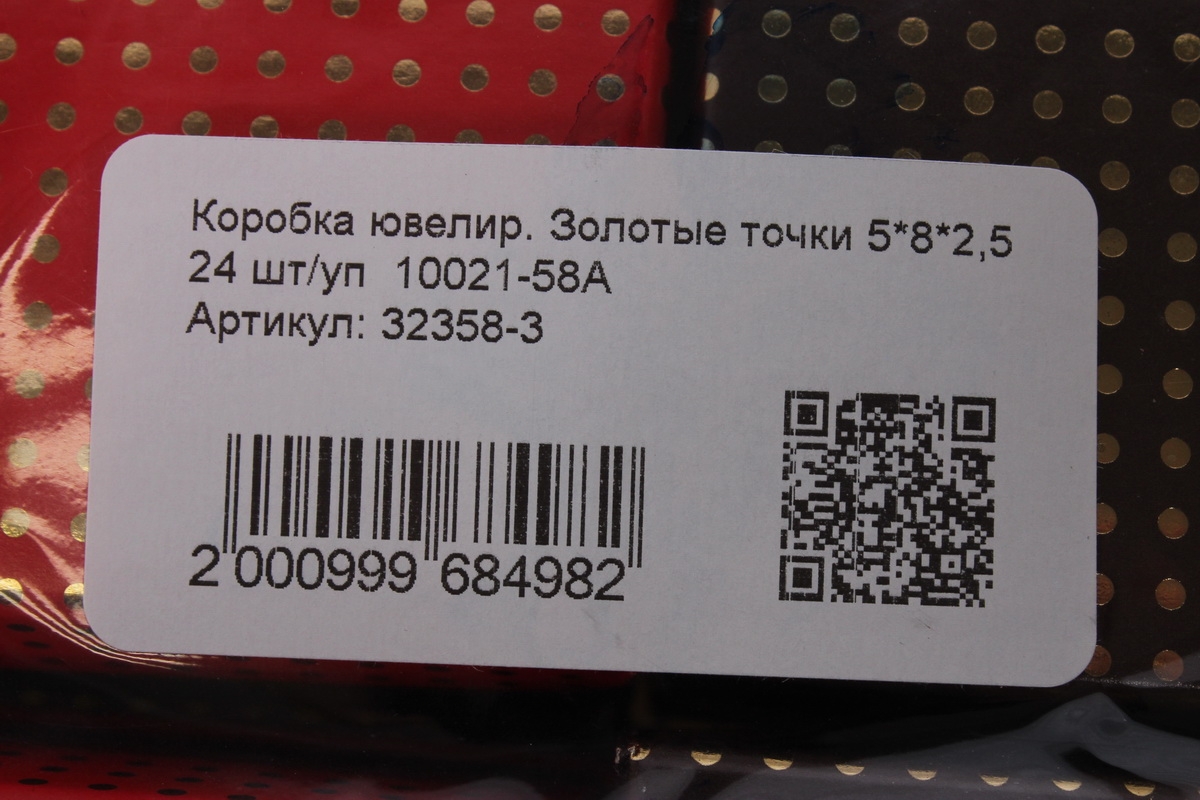 Коробка ювелир. Золотые точки 5*8*2,5
24 шт/уп 10021-58А
Артикул: 32358-3
2 000999 684982